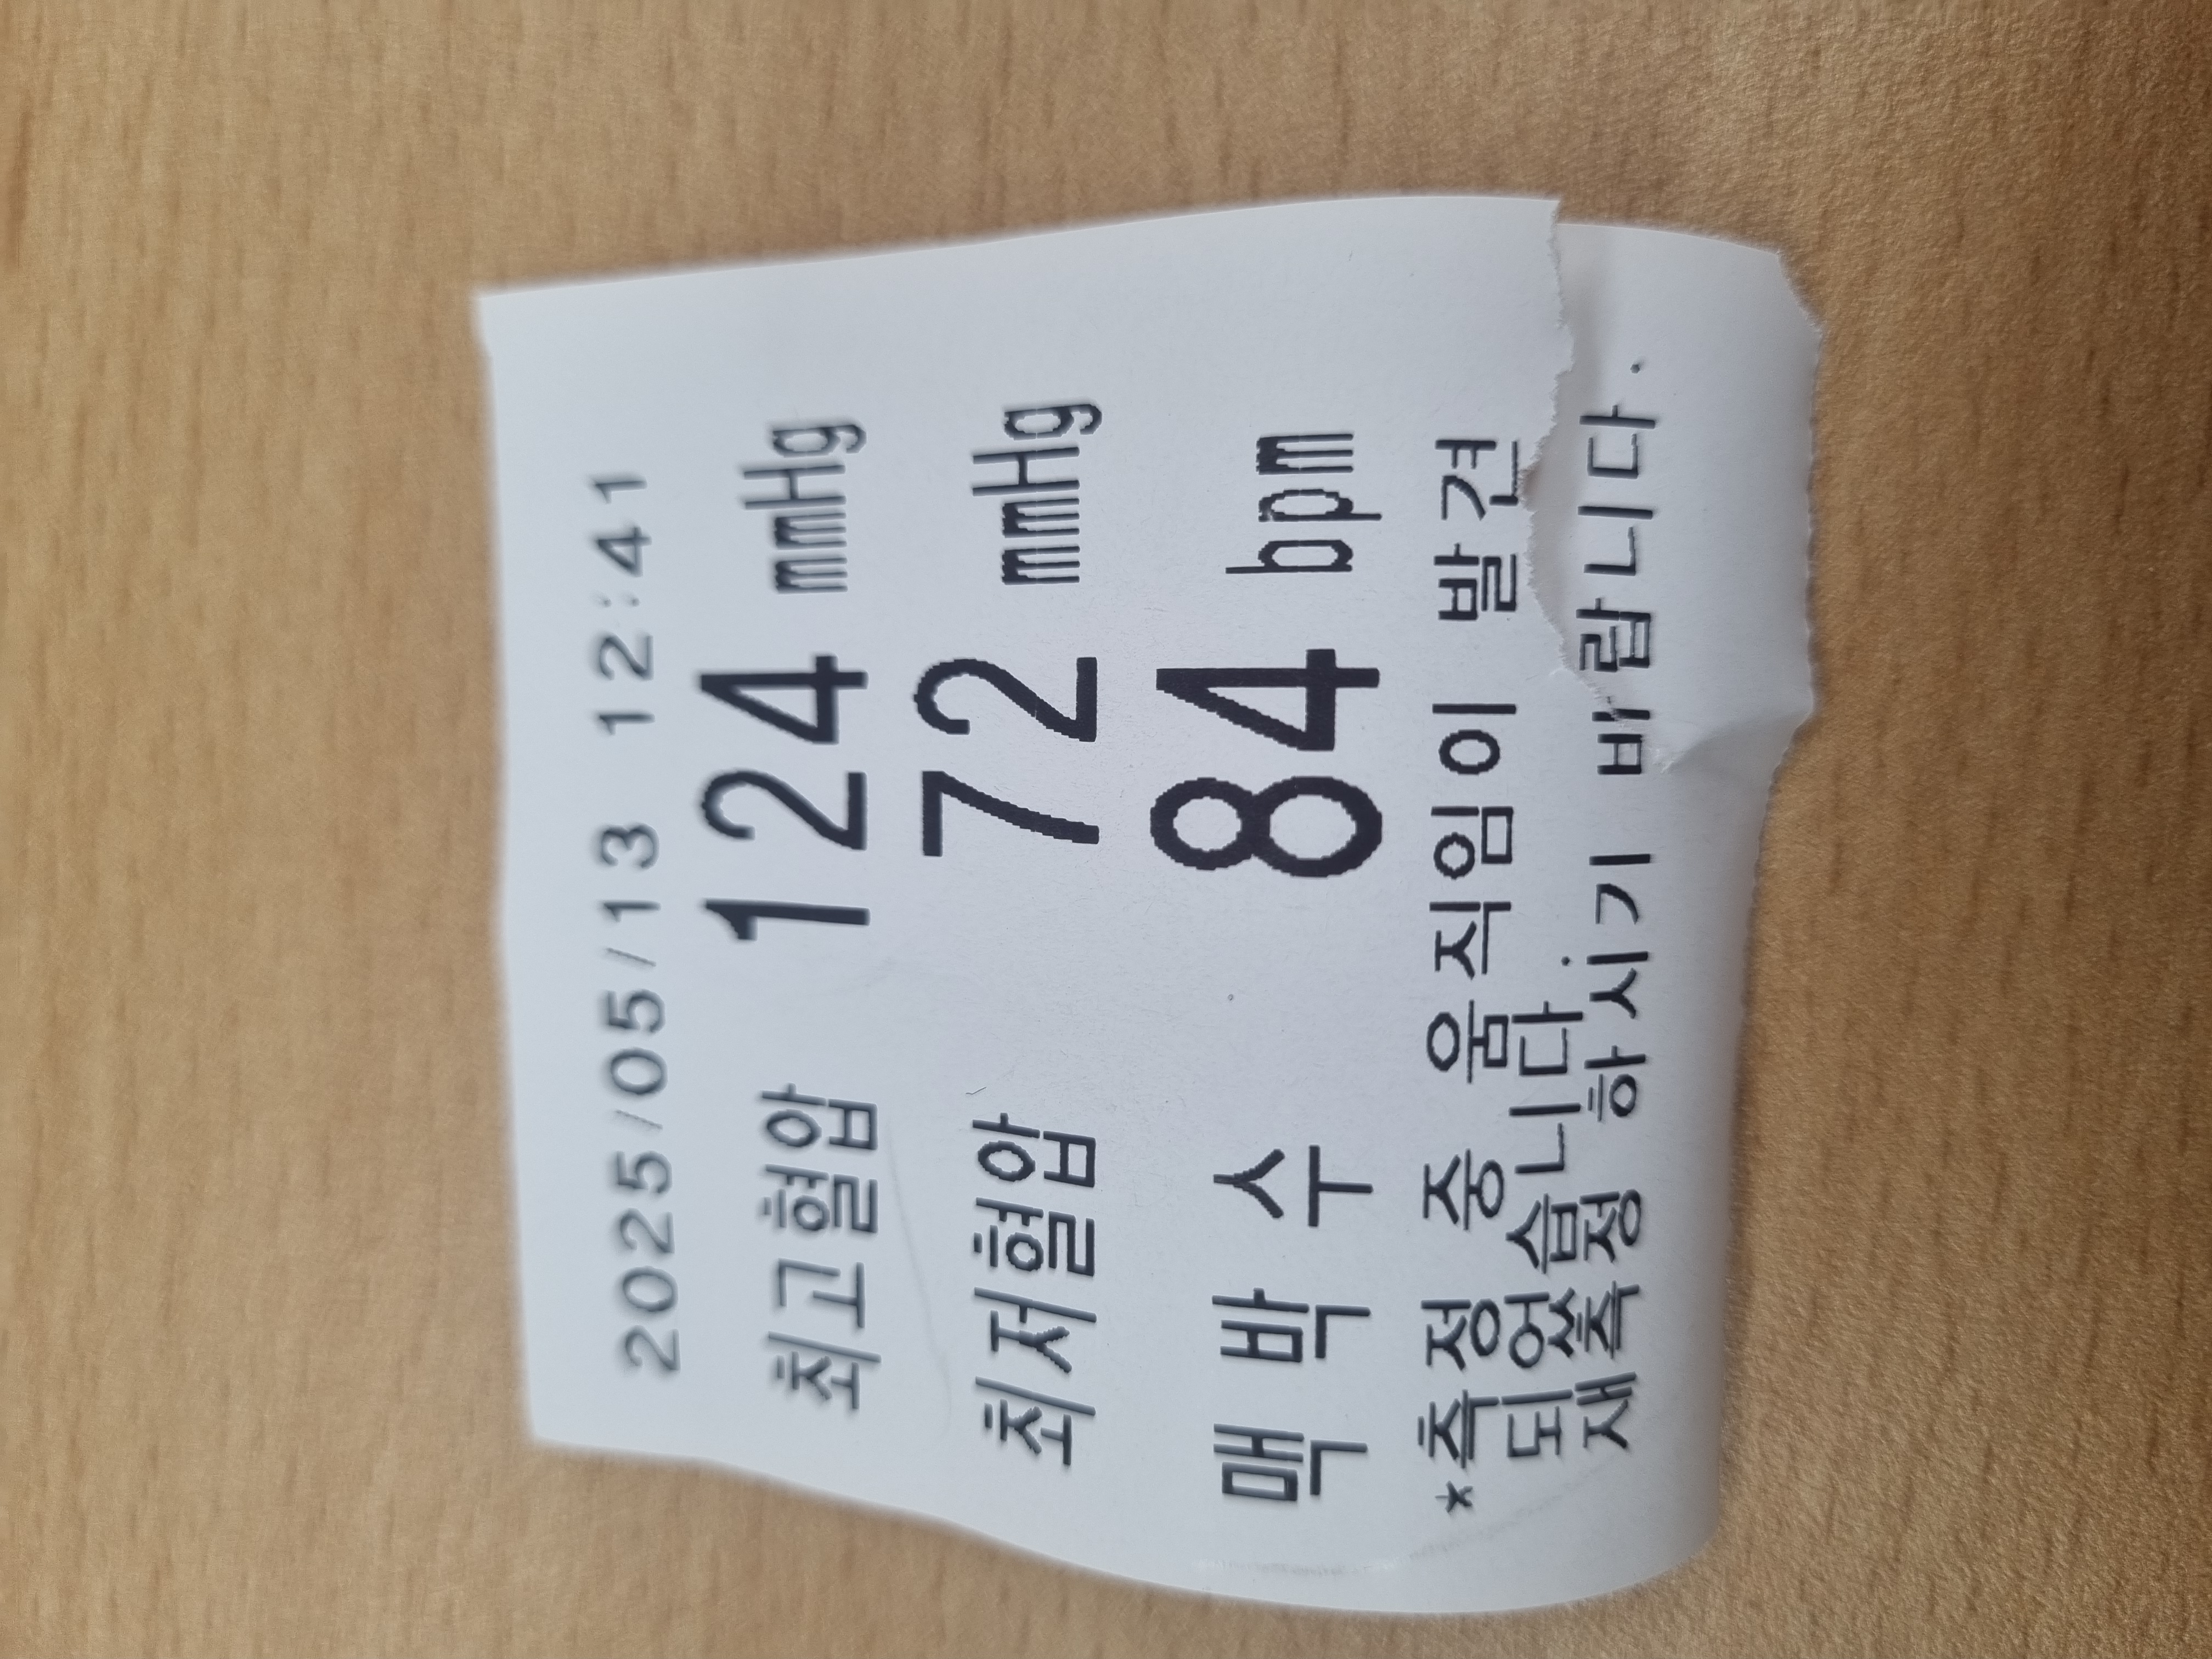 2025/05/13 12:41
최고혈압 124 mmHg
최저혈압 72 mmHg
맥 박 수 84 bpm
*측정 중 움직임이 발견
되었습니다.
재측정 하시기 바랍니다.